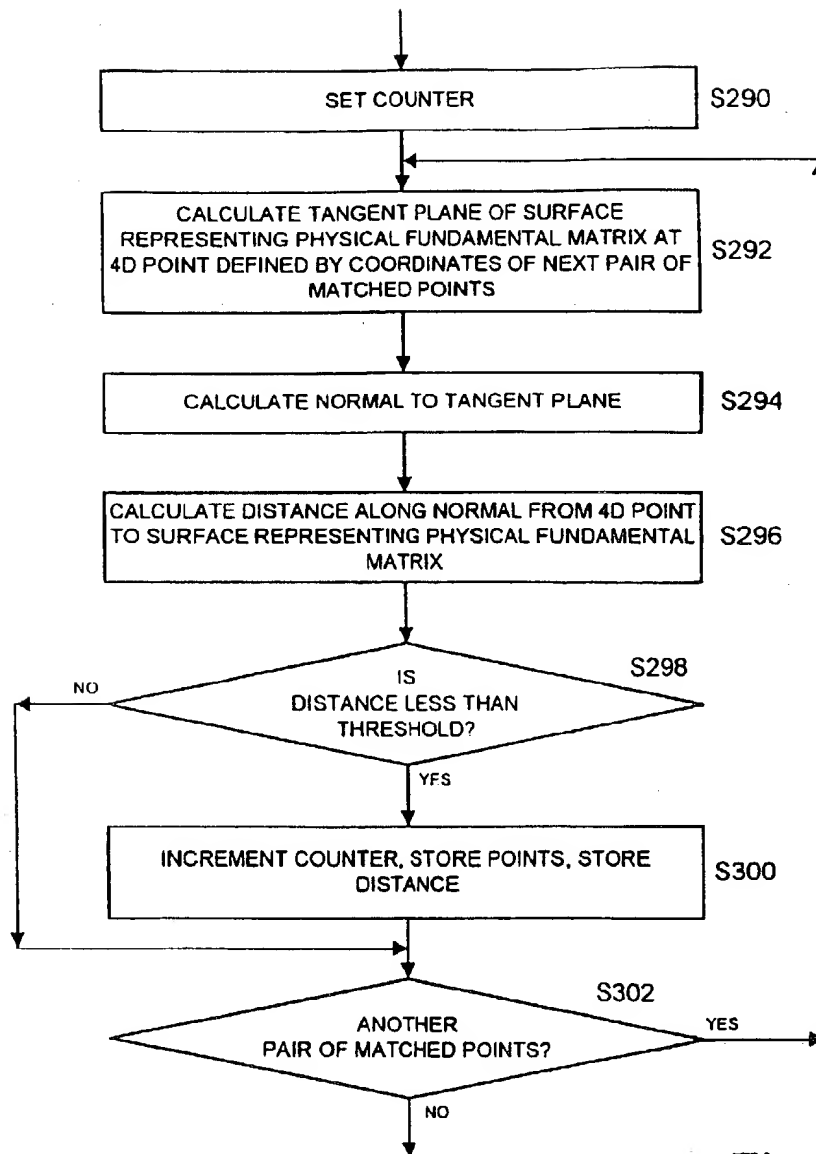 SET COUNTER
S290
CALCULATE TANGENT PLANE OF SURFACE
REPRESENTING PHYSICAL FUNDAMENTAL MATRIX AT
4D POINT DEFINED BY COORDINATES OF NEXT PAIR OF
MATCHED POINTS
S292
CALCULATE NORMAL TO TANGENT PLANE
S294
CALCULATE DISTANCE ALONG NORMAL FROM 4D POINT
TO SURFACE REPRESENTING PHYSICAL FUNDAMENTAL
MATRIX
S296
S298
NO
IS
DISTANCE LESS THAN
THRESHOLD?
YES
INCREMENT COUNTER, STORE POINTS, STORE
DISTANCE
S300
S302
ANOTHER
PAIR OF MATCHED POINTS?
YES
NO